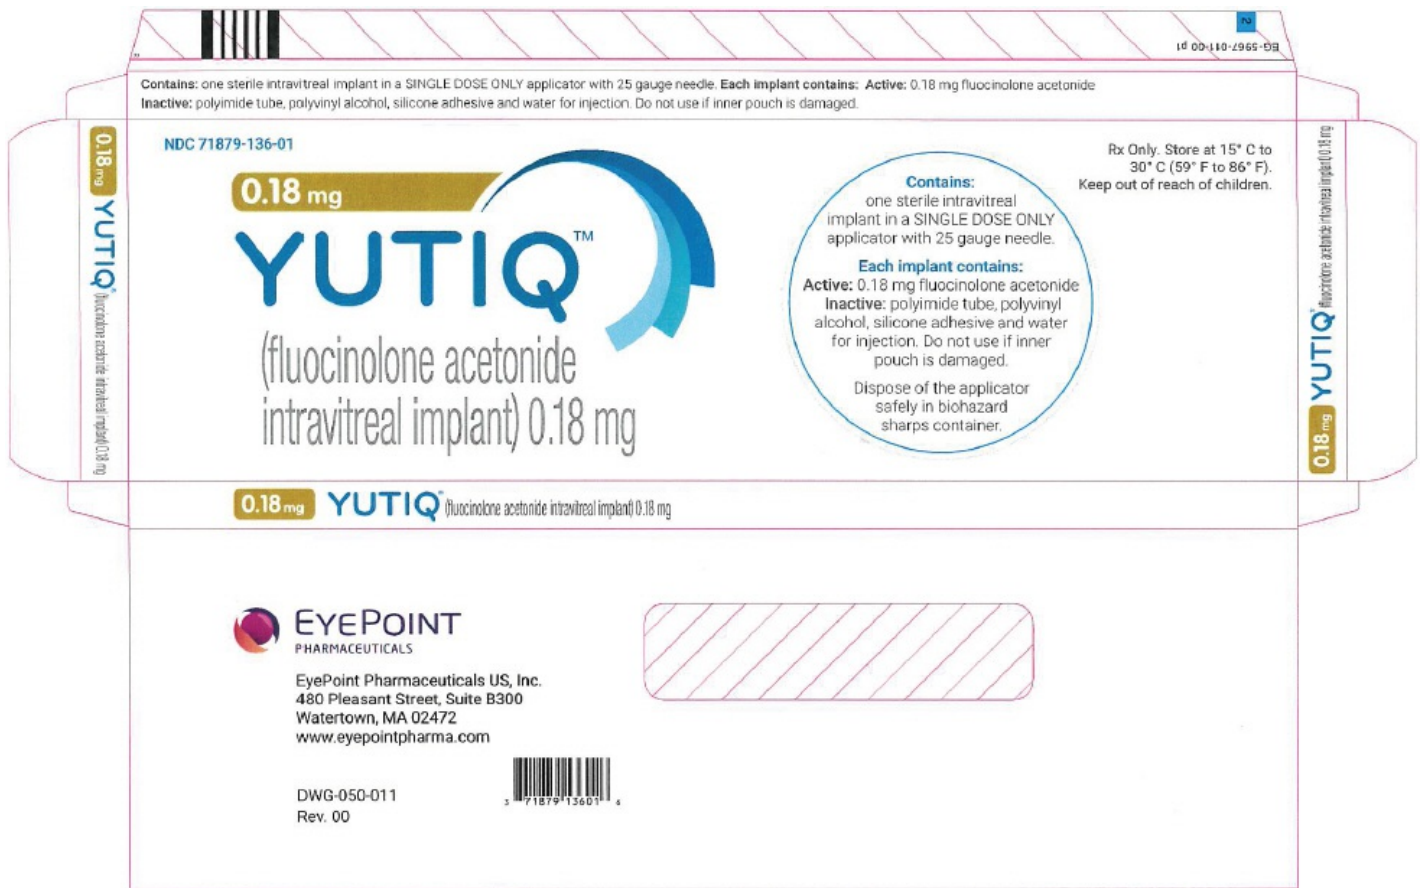 2
EG-5967-011-00 p1
Contains: one sterile intravitreal implant in a SINGLE DOSE ONLY applicator with 25 gauge needle. Each implant contains: Active: 0.18 mg fluocinolone acetonide
Inactive: polyimide tube, polyvinyl alcohol, silicone adhesive and water for injection. Do not use if inner pouch is damaged.
0.18 mg YUTIQ® (fluocinolone acetonide intravitreal implant) 0.18 mg
NDC 71879-136-01
0.18 mg
YUTIQ™
(fluocinolone acetonide
intravitreal implant) 0.18 mg
Contains:
one sterile intravitreal
implant in a SINGLE DOSE ONLY
applicator with 25 gauge needle.
Each implant contains:
Active: 0.18 mg fluocinolone acetonide
Inactive: polyimide tube, polyvinyl
alcohol, silicone adhesive and water
for injection. Do not use if inner
pouch is damaged.
Dispose of the applicator
safely in biohazard
sharps container.
Rx Only. Store at 15° C to
30° C (59° F to 86° F).
Keep out of reach of children.
0.18 mg YUTIQ® (fluocinolone acetonide intravitreal implant) 0.18 mg
0.18 mg YUTIQ® (fluocinolone acetonide intravitreal implant) 0.18 mg
EYEPOINT
PHARMACEUTICALS
EyePoint Pharmaceuticals US, Inc.
480 Pleasant Street, Suite B300
Watertown, MA 02472
www.eyepointpharma.com
DWG-050-011
Rev. 00
3 71879 13601 6